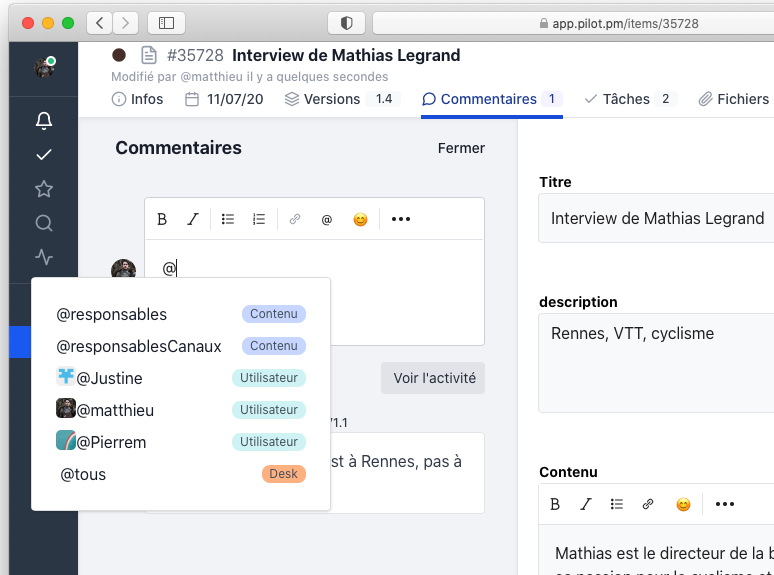 app.pilot.pm/items/35728
#35728 Interview de Mathias Legrand
Modifié par @matthieu il y a quelques secondes
Infos 11/07/20 Versions 1.4 Commentaires 1 Tâches 2 Fichiers
Commentaires Fermer
B I @ •••
@
@responsables Contenu
@responsablesCanaux Contenu
@Justine Utilisateur
@matthieu Utilisateur
@Pierrem Utilisateur
@tous Desk
Voir l'activité
1.1
st à Rennes, pas à
Titre
Interview de Mathias Legrand
description
Rennes, VTT, cyclisme
Contenu
B I •••
Mathias est le directeur de la b